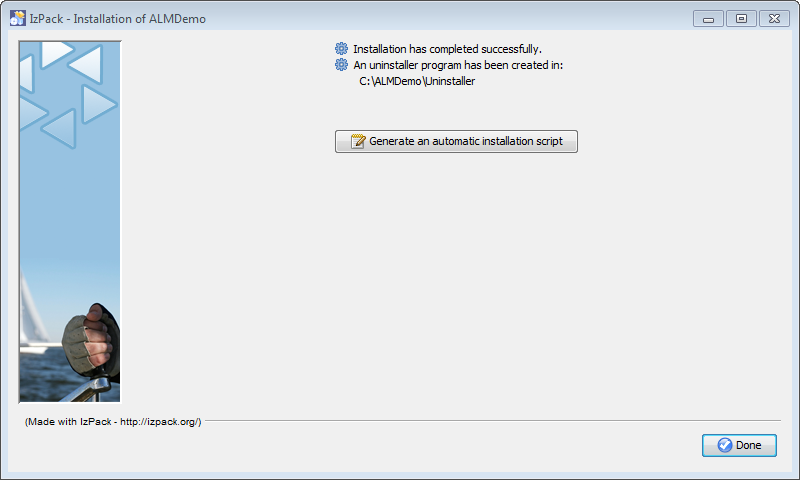 IzPack - Installation of ALMDemo
Installation has completed successfully.
An uninstaller program has been created in:
C:\ALMDemo\Uninstaller
Generate an automatic installation script
(Made with IzPack - http://izpack.org/)
Done